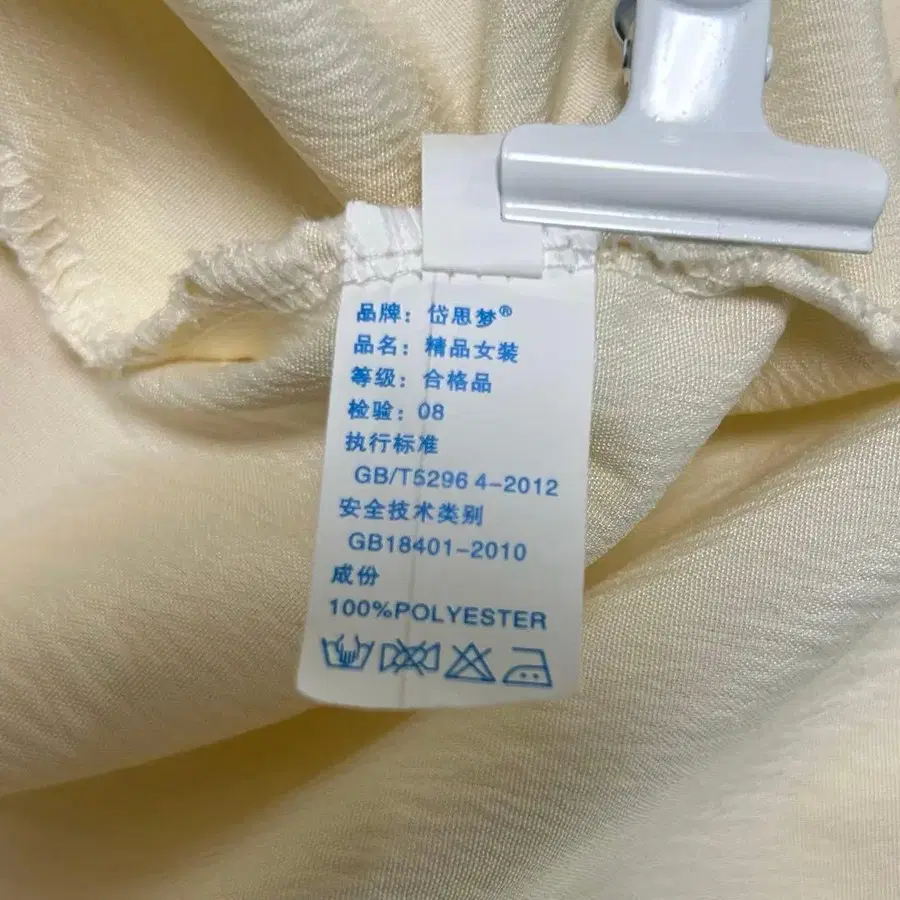 品牌：岱思梦®
品名：精品女装
等级：合格品
检验：08
执行标准
GB/T5296 4-2012
安全技术类别
GB18401-2010
成份
100%POLYESTER